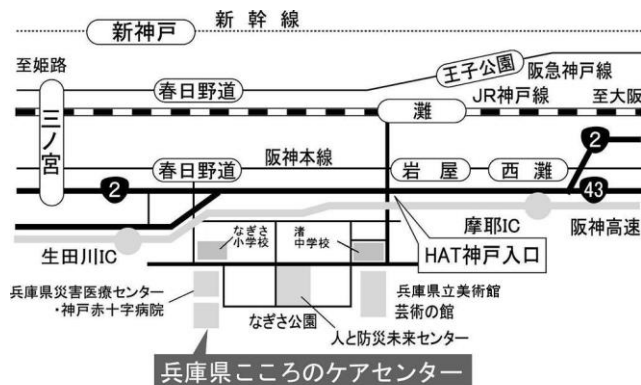 新幹線
新神戸
王子公園
阪急神戸線
至姫路
春日野道
JR神戸線
至大阪
三ノ宮
灘
2
春日野道
阪神本線
岩屋
西灘
2
43
生田川IC
なぎさ
小学校
渚
中学校
摩耶IC
阪神高速
HAT神戸入口
兵庫県災害医療センター
・神戸赤十字病院
なぎさ公園
兵庫県立美術館
芸術の館
人と防災未来センター
兵庫県こころのケアセンター